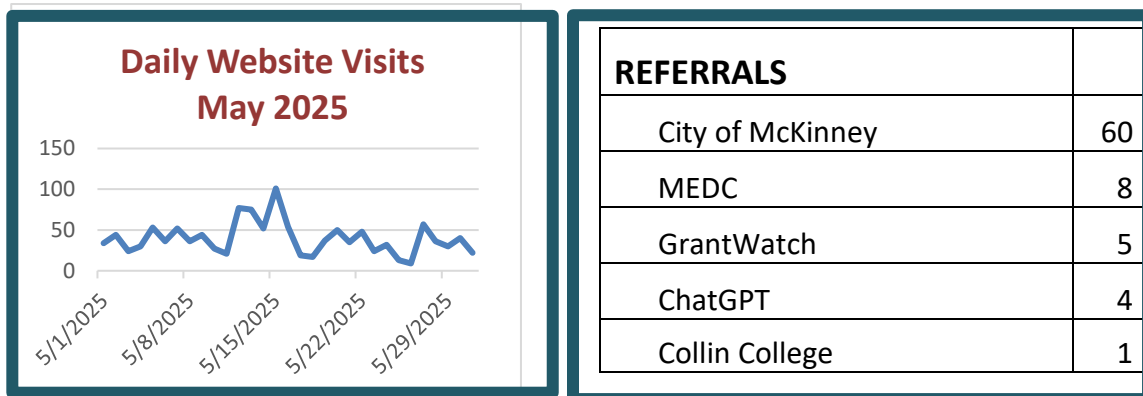 Daily Website Visits
May 2025
150
100
50
0
5/1/2025
5/8/2025
5/15/2025
5/22/2025
5/29/2025
REFERRALS
City of McKinney 60
MEDC 8
GrantWatch 5
ChatGPT 4
Collin College 1